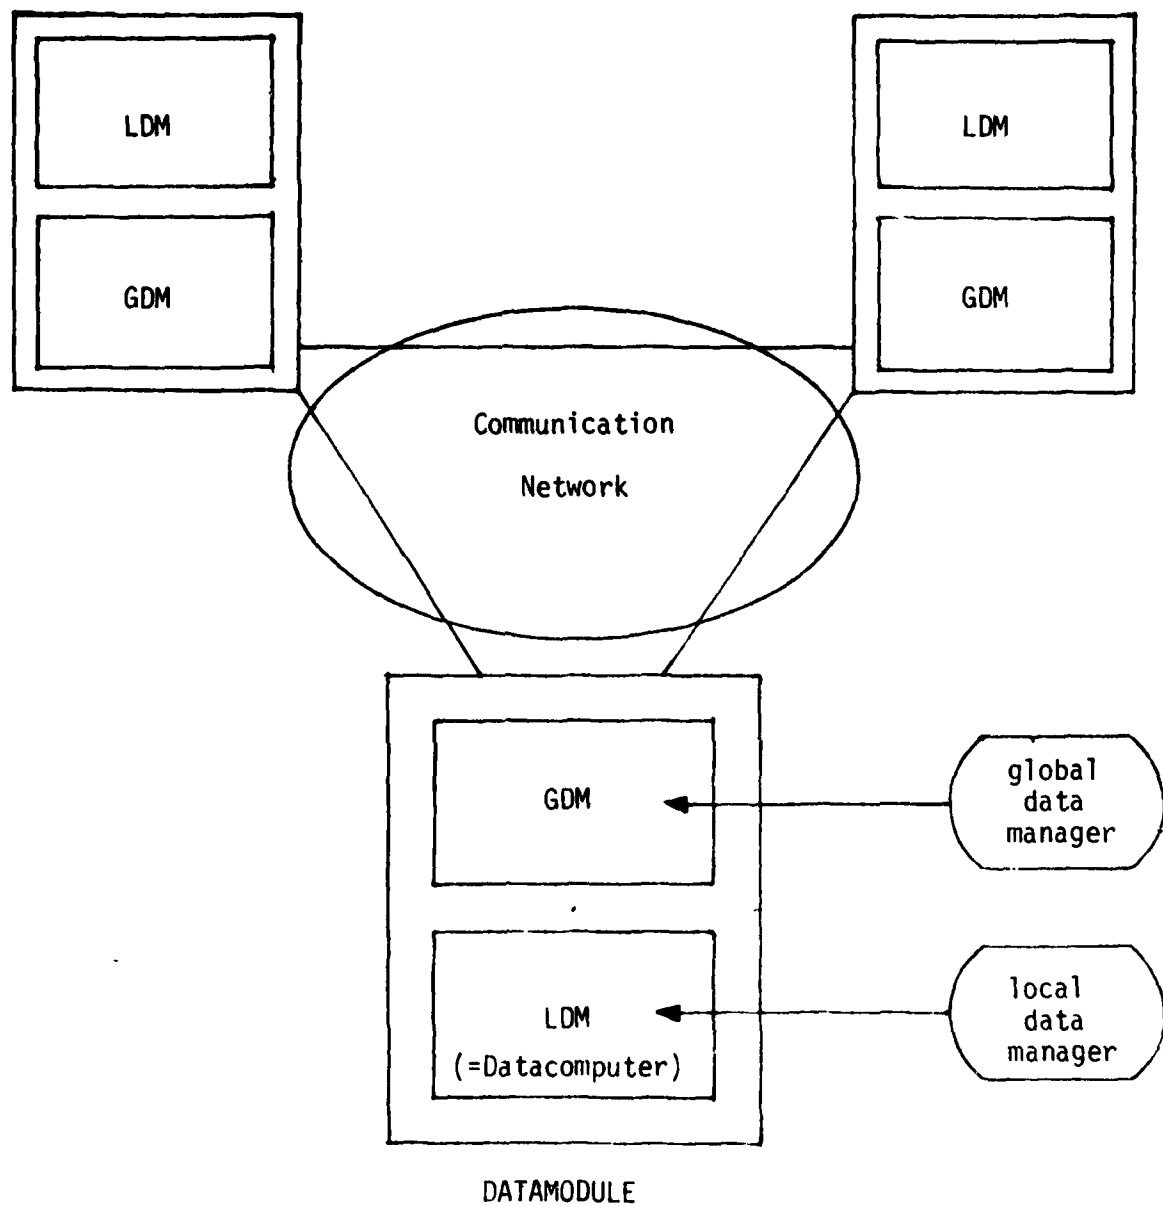 LDM
GDM
LDM
GDM
Communication
Network
GDM
LDM
(=Datacomputer)
global
data
manager
local
data
manager
DATAMODULE